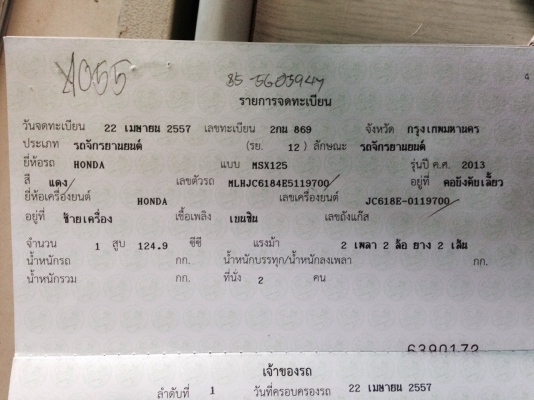 4055
85-5605947
4
รายการจดทะเบียน
วันจดทะเบียน 22 เมษายน 2557 เลขทะเบียน 2กน 869 จังหวัด กรุงเทพมหานคร
ประเภท รถจักรยานยนต์ (รย. 12) ลักษณะ รถจักรยานยนต์
ยี่ห้อรถ HONDA แบบ MSX125 รุ่นปี ค.ศ. 2013
สี แดง เลขตัวรถ MLHJC6184E5119700 อยู่ที่ คอยังคับเลี้ยว
ยี่ห้อเครื่องยนต์ HONDA เลขเครื่องยนต์ JC618E-0119700
อยู่ที่ ซ้ายเครื่อง เชื้อเพลิง เบนซิน เลขถังแก๊ส
จำนวน 1 สูบ 124.9 ซีซี แรงม้า 2 เพลา 2 ล้อ ยาง 2 เส้น
น้ำหนักรถ กก. น้ำหนักบรรทุก/น้ำหนักลงเพลา กก.
น้ำหนักรวม กก. ที่นั่ง 2 คน
6390172
เจ้าของรถ
ลำดับที่ 1 วันที่ครอบครองรถ 22 เมษายน 2557